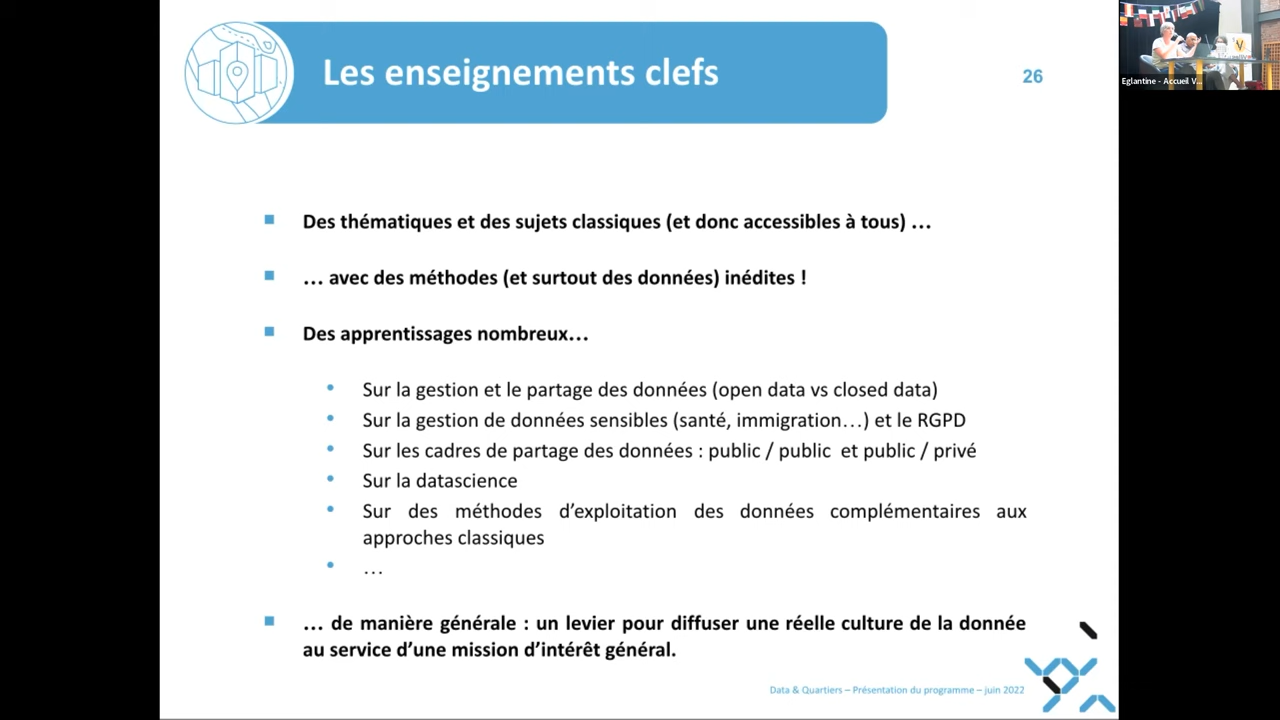 Les enseignements clefs
26
Eglantine - Accueil V...
Des thématiques et des sujets classiques (et donc accessibles à tous) …
… avec des méthodes (et surtout des données) inédites !
Des apprentissages nombreux…
Sur la gestion et le partage des données (open data vs closed data)
Sur la gestion de données sensibles (santé, immigration…) et le RGPD
Sur les cadres de partage des données : public / public et public / privé
Sur la datascience
Sur des méthodes d’exploitation des données complémentaires aux
approches classiques
…
… de manière générale : un levier pour diffuser une réelle culture de la donnée
au service d’une mission d’intérêt général.
Data & Quartiers – Présentation du programme – juin 2022